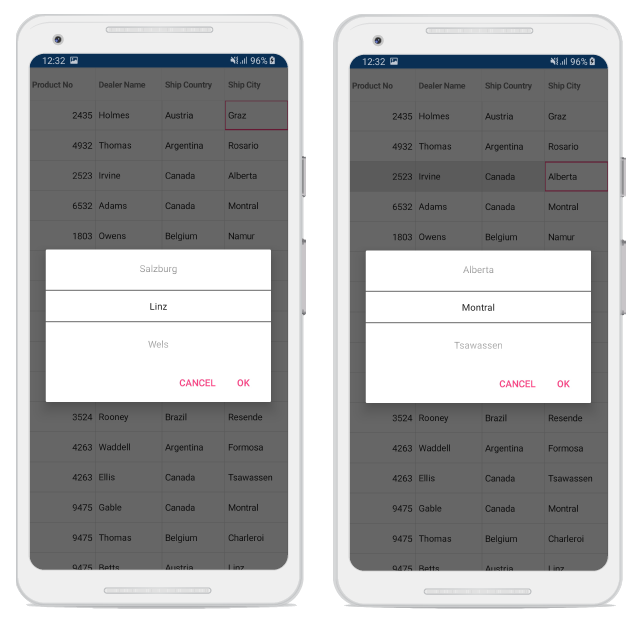 12:32 96%
Product No Dealer Name Ship Country Ship City
2435 Holmes Austria Graz
4932 Thomas Argentina Rosario
2523 Irvine Canada Alberta
6532 Adams Canada Montral
1803 Owens Belgium Namur
Salzburg
Linz
Wels
CANCEL OK
3524 Rooney Brazil Resende
4263 Waddell Argentina Formosa
4263 Ellis Canada Tsawassen
9475 Gable Canada Montral
9475 Thomas Belgium Charleroi
9475 Betts Austria Linz
12:32 96%
Product No Dealer Name Ship Country Ship City
2435 Holmes Austria Graz
4932 Thomas Argentina Rosario
2523 Irvine Canada Alberta
6532 Adams Canada Montral
1803 Owens Belgium Namur
Alberta
Montral
Tsawassen
CANCEL OK
3524 Rooney Brazil Resende
4263 Waddell Argentina Formosa
4263 Ellis Canada Tsawassen
9475 Gable Canada Montral
9475 Thomas Belgium Charleroi
9475 Betts Austria Linz